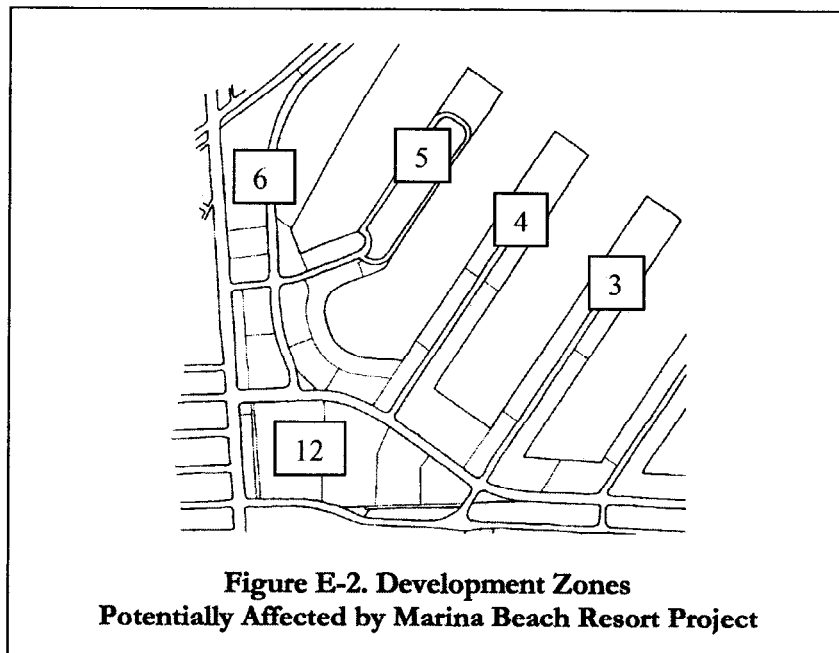 5
6
4
3
12
Figure E-2. Development Zones
Potentially Affected by Marina Beach Resort Project